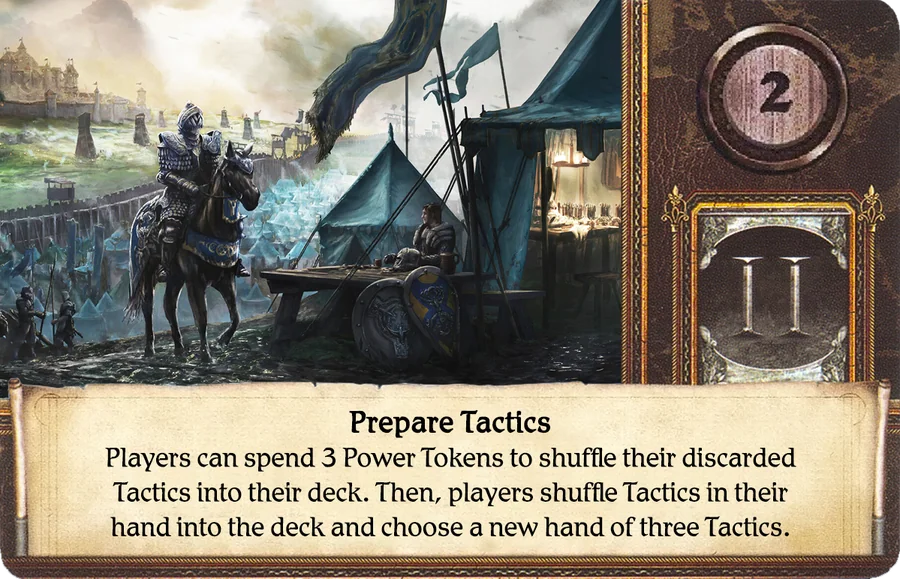 2
II
Prepare Tactics
Players can spend 3 Power Tokens to shuffle their discarded
Tactics into their deck. Then, players shuffle Tactics in their
hand into the deck and choose a new hand of three Tactics.